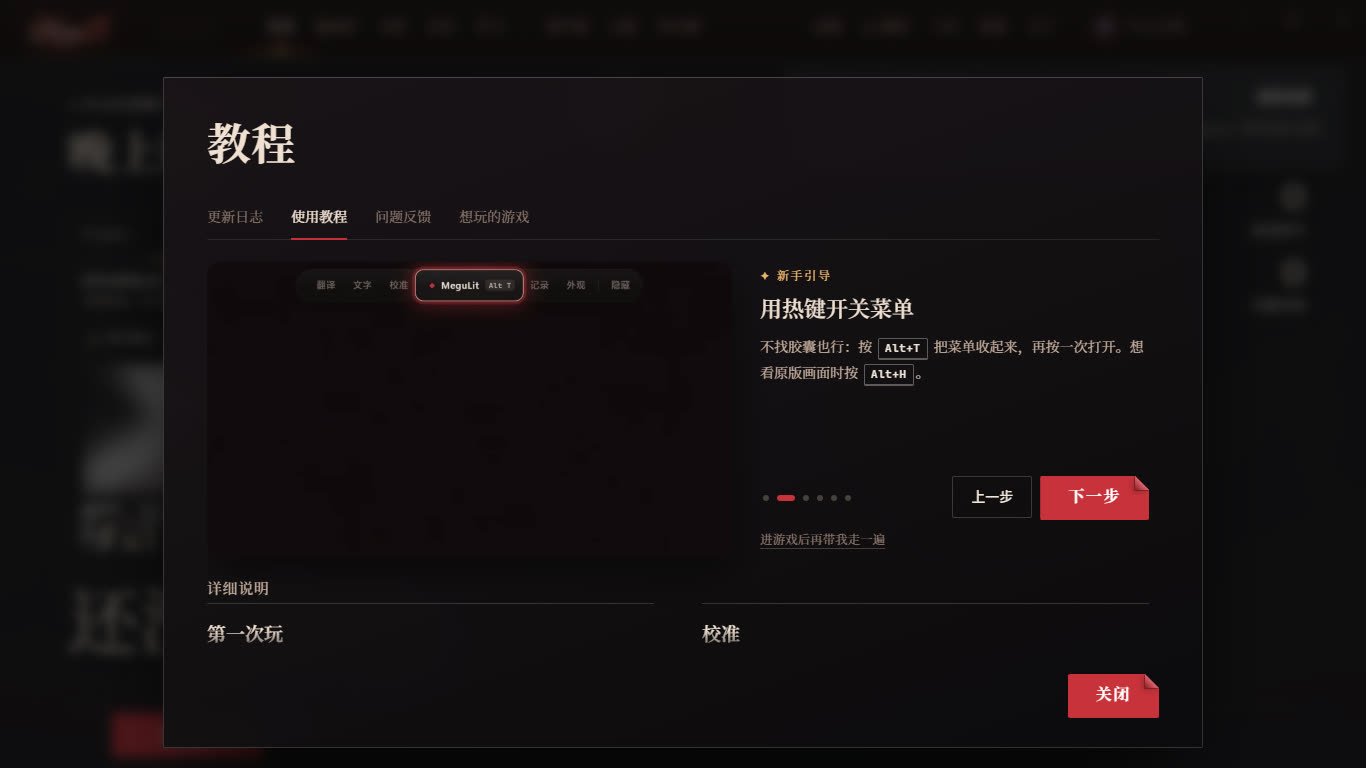 教程
更新日志 使用教程 问题反馈 想玩的游戏
翻译 文字 校准 MeguLit Alt T 记录 外观 隐藏
✦ 新手引导
用热键开关菜单
不找胶囊也行：按 Alt+T 把菜单收起来，再按一次打开。想
看原版画面时按 Alt+H 。
上一步 下一步
进游戏后再带我走一遍
详细说明
第一次玩 校准
关闭